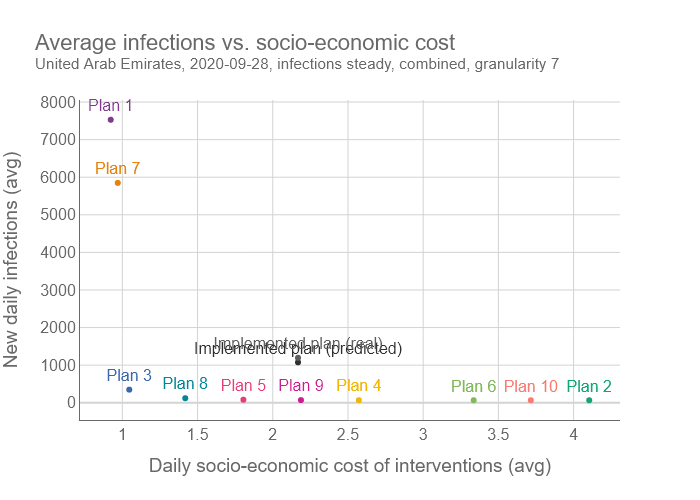 Average infections vs. socio-economic cost
United Arab Emirates, 2020-09-28, infections steady, combined, granularity 7
New daily infections (avg)
8000
7000
6000
5000
4000
3000
2000
1000
0
Plan 1
Plan 7
Implemented plan (real)
Implemented plan (predicted)
Plan 3
Plan 8
Plan 5
Plan 9
Plan 4
Plan 6
Plan 10
Plan 2
1
1.5
2
2.5
3
3.5
4
Daily socio-economic cost of interventions (avg)